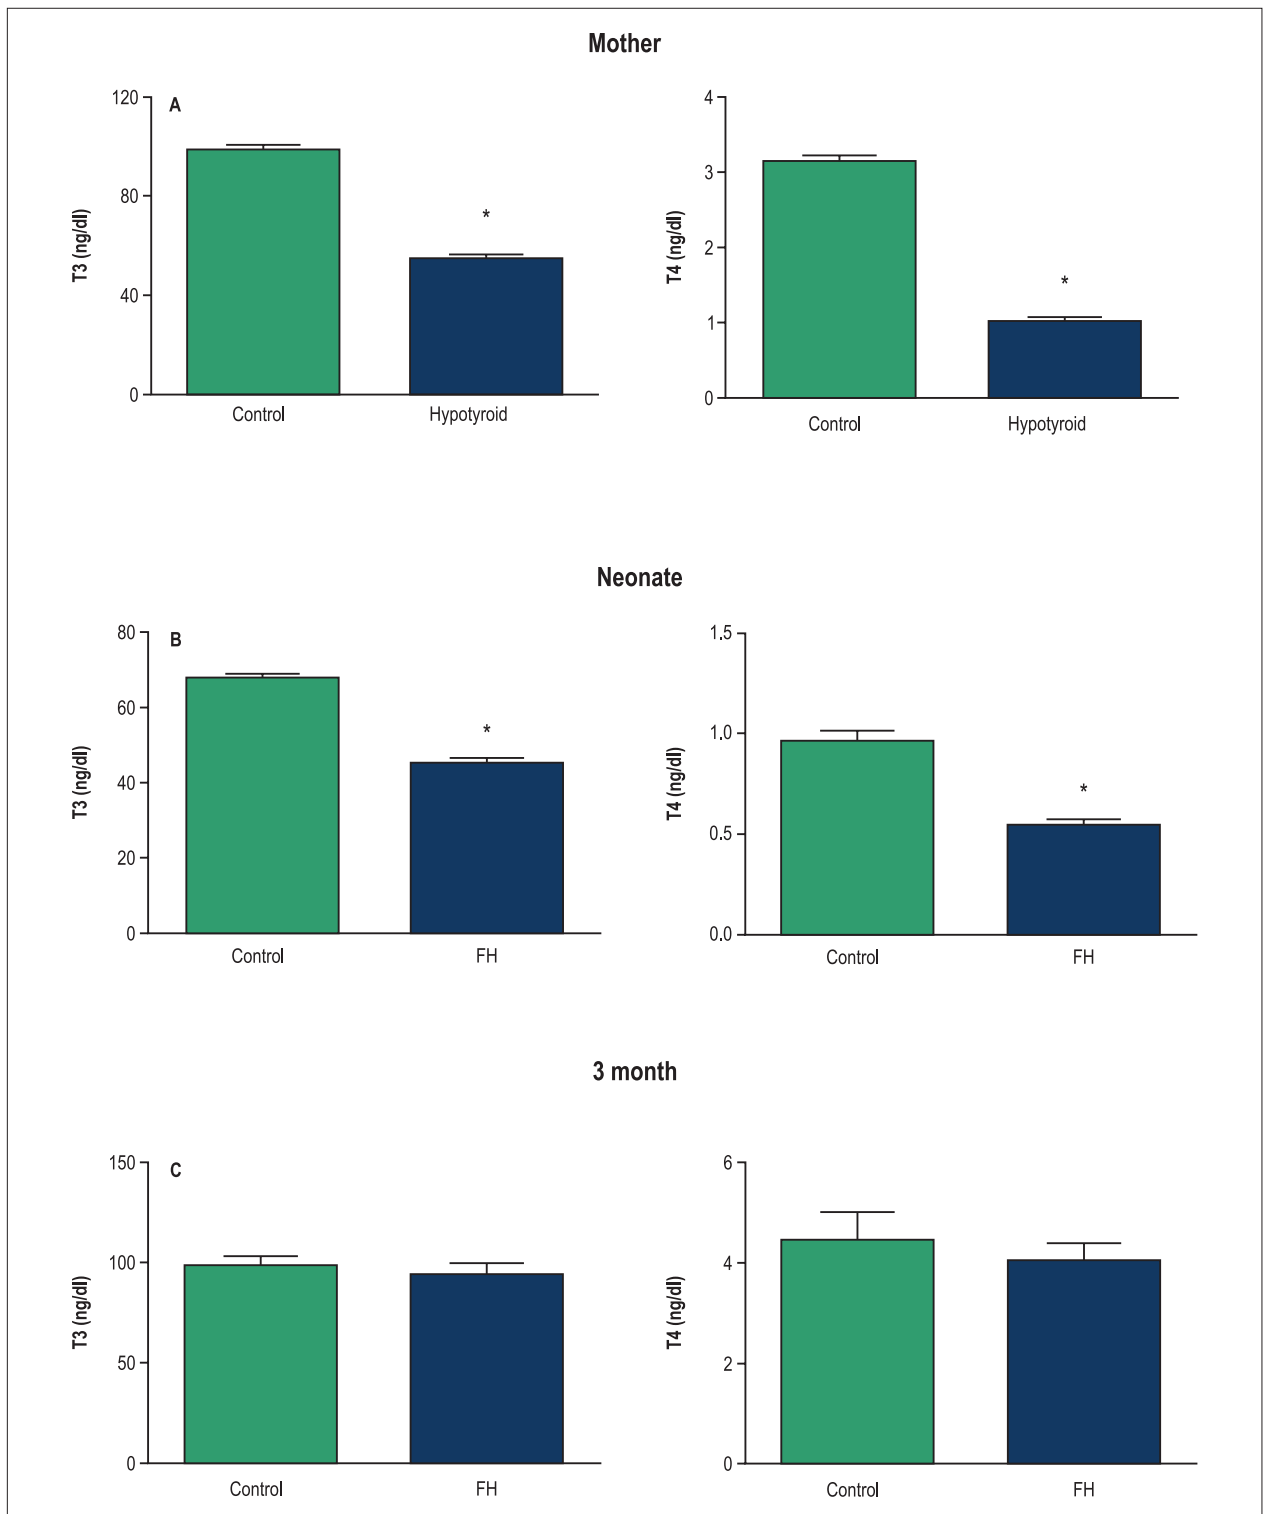 Mother
A
120
80
40
0
T3 (ng/dl)
*
Control
Hypotyroid
4
3
2
1
0
T4 (ng/dl)
*
Control
Hypotyroid
Neonate
B
80
60
40
20
0
T3 (ng/dl)
*
Control
FH
1.5
1.0
0.5
0.0
T4 (ng/dl)
*
Control
FH
3 month
C
150
100
50
0
T3 (ng/dl)
Control
FH
6
4
2
0
T4 (ng/dl)
Control
FH